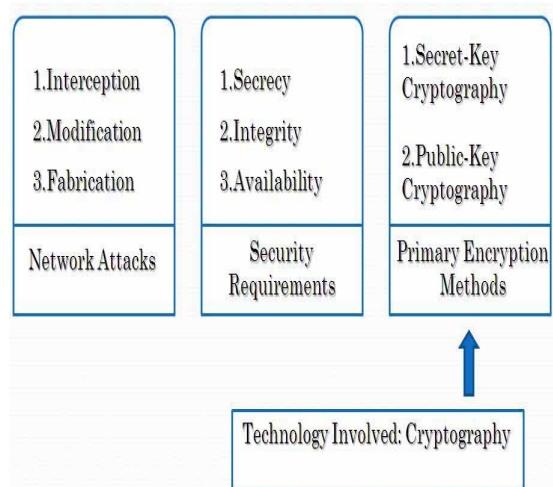 1.Interception
2.Modification
3.Fabrication
Network Attacks
1.Secrecy
2.Integrity
3.Availability
Security
Requirements
1.Secret-Key
Cryptography
2.Public-Key
Cryptography
Primary Encryption
Methods
Technology Involved: Cryptography